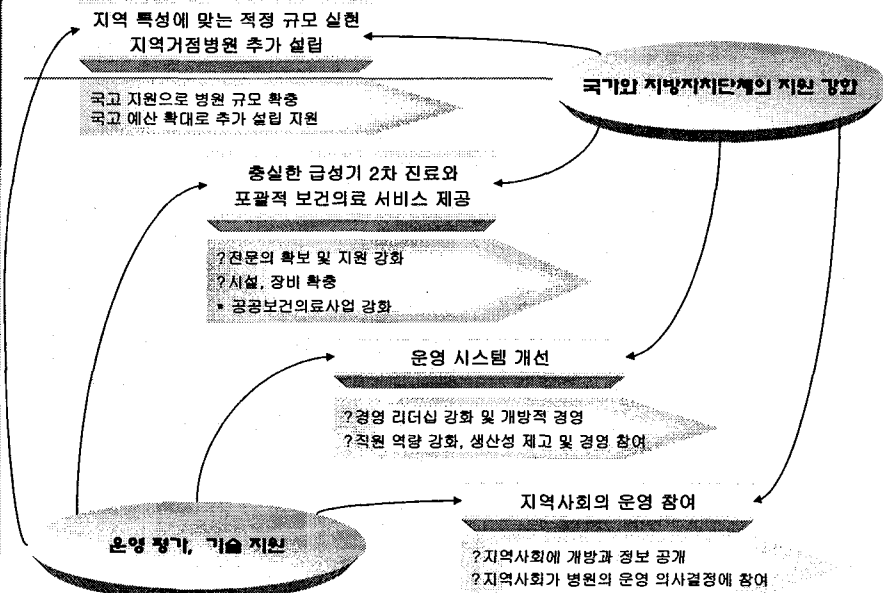 지역 특성에 맞는 적정 규모 실현
지역거점병원 추가 설립
국가와 지방자치단체의 지원 강화
국고 지원으로 병원 규모 확충
국고 예산 확대로 추가 설립 지원
충실한 급성기 2차 진료와
포괄적 보건의료 서비스 제공
?전문의 확보 및 지원 강화
?시설, 장비 확충
▪ 공공보건의료사업 강화
운영 시스템 개선
?경영 리더십 강화 및 개방적 경영
?직원 역량 강화, 생산성 제고 및 경영 참여
지역사회의 운영 참여
운영 평가, 기술 지원
?지역사회에 개방과 정보 공개
?지역사회가 병원의 운영 의사결정에 참여